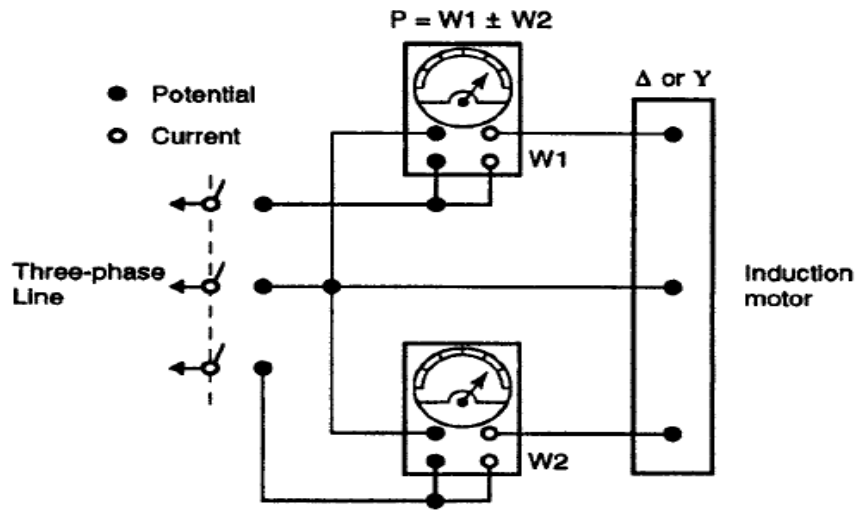 P = W1 ± W2
Δ or Y
Potential
Current
W1
Three-phase
Line
Induction
motor
W2